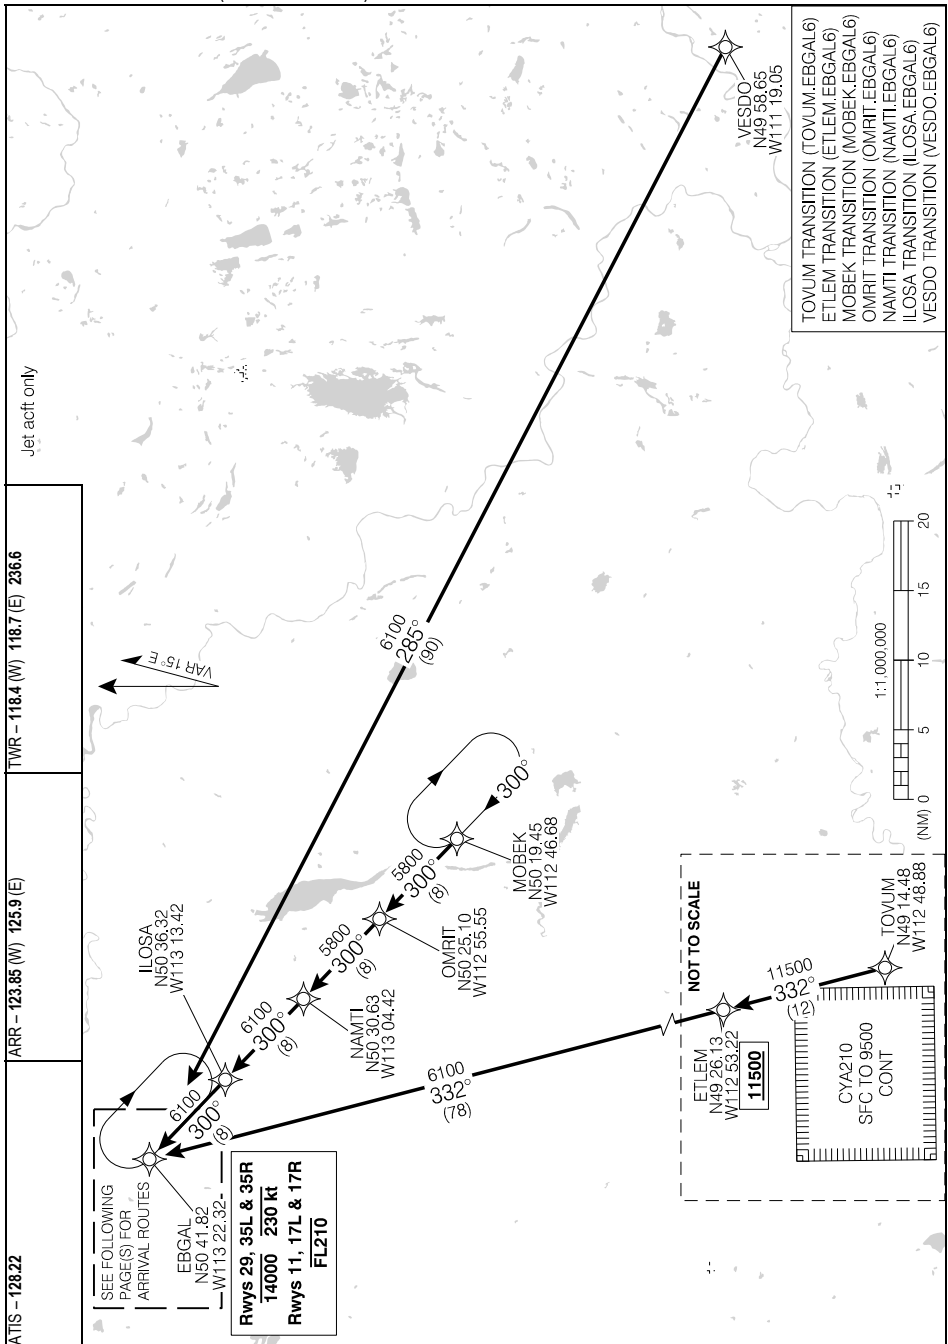 ATIS – 128.22
ARR – 123.85 (W) 125.9 (E)
TWR – 118.4 (W) 118.7 (E) 236.6
Jet acft only
VAR 15° E
VESDO
N49 58.65
W111 19.05
TOVUM TRANSITION (TOVUM.EBGAL6)
ETLEM TRANSITION (ETLEM.EBGAL6)
MOBEK TRANSITION (MOBEK.EBGAL6)
OMRIT TRANSITION (OMRIT.EBGAL6)
NAMTI TRANSITION (NAMTI.EBGAL6)
ILOSA TRANSITION (ILOSA.EBGAL6)
VESDO TRANSITION (VESDO.EBGAL6)
6100
285°
(90)
SEE FOLLOWING
PAGE(S) FOR
ARRIVAL ROUTES
EBGAL
N50 41.82
W113 22.32
Rwys 29, 35L & 35R
14000 230 kt
Rwys 11, 17L & 17R
FL210
6100
300°
(8)
ILOSA
N50 36.32
W113 13.42
6100
300°
(8)
NAMTI
N50 30.63
W113 04.42
5800
300°
(8)
OMRIT
N50 25.10
W112 55.55
5800
300°
(8)
MOBEK
N50 19.45
W112 46.68
300°
6100
332°
(78)
NOT TO SCALE
ETLEM
N49 26.13
W112 53.22
11500
11500
332°
(12)
TOVUM
N49 14.48
W112 48.88
CYA210
SFC TO 9500
CONT
1:1,000,000
(NM) 0 5 10 15 20